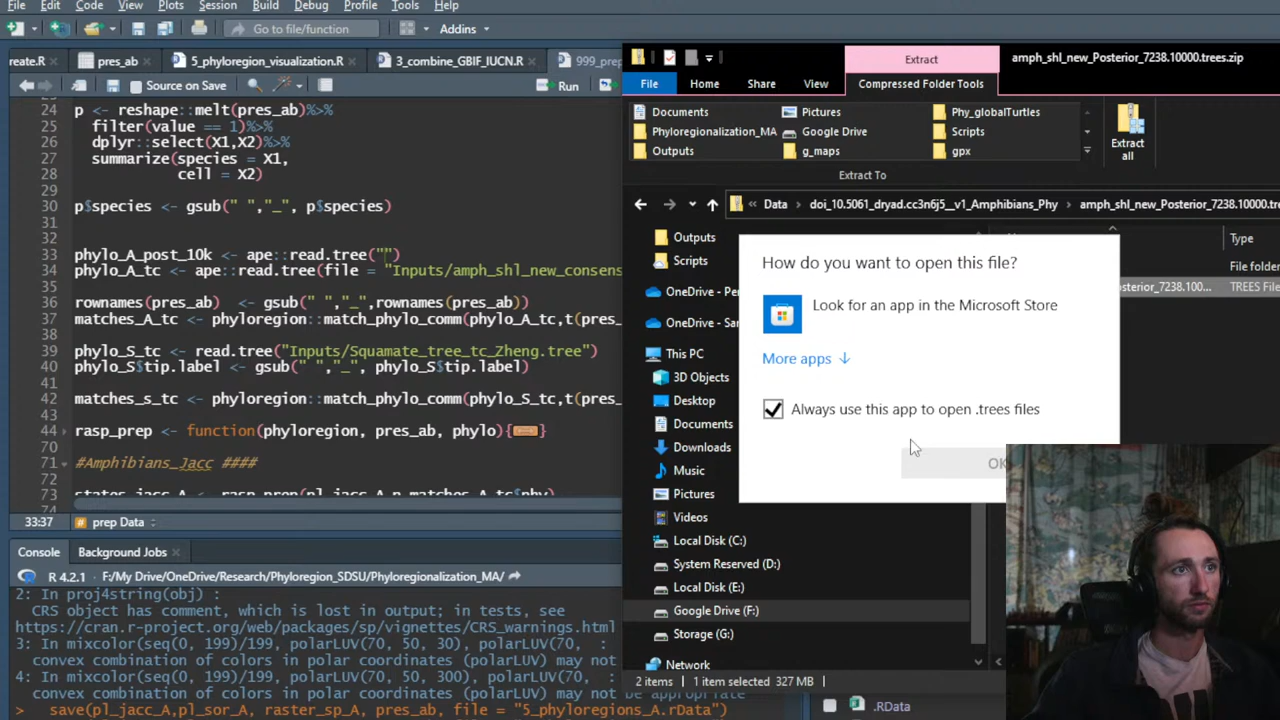 File Edit Code View Plots Session Build Debug Profile Tools Help
Go to file/function
Addins
create.R
pres_ab
5_phyloregion_visualization.R
3_combine_GBIF_IUCN.R
999_prep
Source on Save
Run
24 p <- reshape::melt(pres_ab)%>%
25 filter(value == 1)%>%
26 dplyr::select(X1,X2)%>%
27 summarize(species = X1,
28 cell = X2)
29
30 p$species <- gsub(" ","_", p$species)
31
32
33 phylo_A_post_10k <- ape::read.tree("")
34 phylo_A_tc <- ape::read.tree(file = "Inputs/amph_shl_new_consens
35
36 rownames(pres_ab) <- gsub(" ","_",rownames(pres_ab))
37 matches_A_tc <- phyloregion::match_phylo_comm(phylo_A_tc,t(pres_
38
39 phylo_S_tc <- read.tree("Inputs/Squamate_tree_tc_Zheng.tree")
40 phylo_S$tip.label <- gsub(" ","_", phylo_S$tip.label)
41
42 matches_s_tc <- phyloregion::match_phylo_comm(phylo_S_tc,t(pres_
43
44 rasp_prep <- function(phyloregion, pres_ab, phylo){
70
71 #Amphibians_Jacc ####
72
33:37 prep Data
Console Background Jobs
R 4.2.1 · F:/My Drive/OneDrive/Research/Phyloregion_SDSU/Phyloregionalization_MA/
2: In proj4string(obj) :
CRS object has comment, which is lost in output; in tests, see
https://cran.r-project.org/web/packages/sp/vignettes/CRS_warnings.html
3: In mixcolor(seq(0, 199)/199, polarLUV(70, 50, 30), polarLUV(70, :
convex combination of colors in polar coordinates (polarLUV) may not
4: In mixcolor(seq(0, 199)/199, polarLUV(70, 50, 300), polarLUV(70, :
convex combination of colors in polar coordinates (polarLUV) may not be appropriate
> save(pl_jacc_A,pl_sor_A, raster_sp_A, pres_ab, file = "5_phyloregions_A.rData")
Extract
amph_shl_new_Posterior_7238.10000.trees.zip
File Home Share View Compressed Folder Tools
Documents Pictures Phy_globalTurtles
Phyloregionalization_MA Google Drive Scripts
Outputs g_maps gpx
Extract all
Extract To
Data doi_10.5061_dryad.cc3n6j5__v1_Amphibians_Phy amph_shl_new_Posterior_7238.10000.tre
Outputs
Scripts
OneDrive - Per
OneDrive - Sa
This PC
3D Objects
Desktop
Documents
Downloads
Music
Pictures
Videos
Local Disk (C:)
System Reserved (D:)
Local Disk (E:)
Google Drive (F:)
Storage (G:)
Network
Type
File folder
osterior_7238.100... TREES File
How do you want to open this file?
Look for an app in the Microsoft Store
More apps
Always use this app to open .trees files
OK
2 items 1 item selected 327 MB
.RData